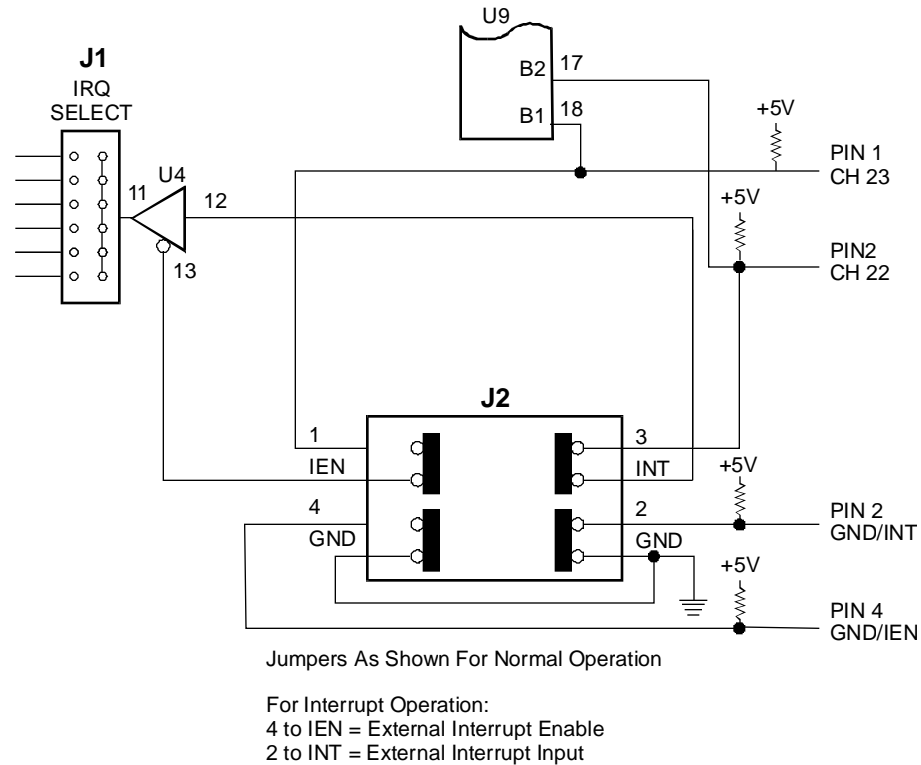 U9
J1
IRQ
SELECT
B2
17
B1
18
+5V
PIN 1
CH 23
U4
11
12
13
+5V
PIN2
CH 22
J2
1
IEN
4
GND
3
INT
2
GND
+5V
PIN 2
GND/INT
+5V
PIN 4
GND/IEN
Jumpers As Shown For Normal Operation
For Interrupt Operation:
4 to IEN = External Interrupt Enable
2 to INT = External Interrupt Input